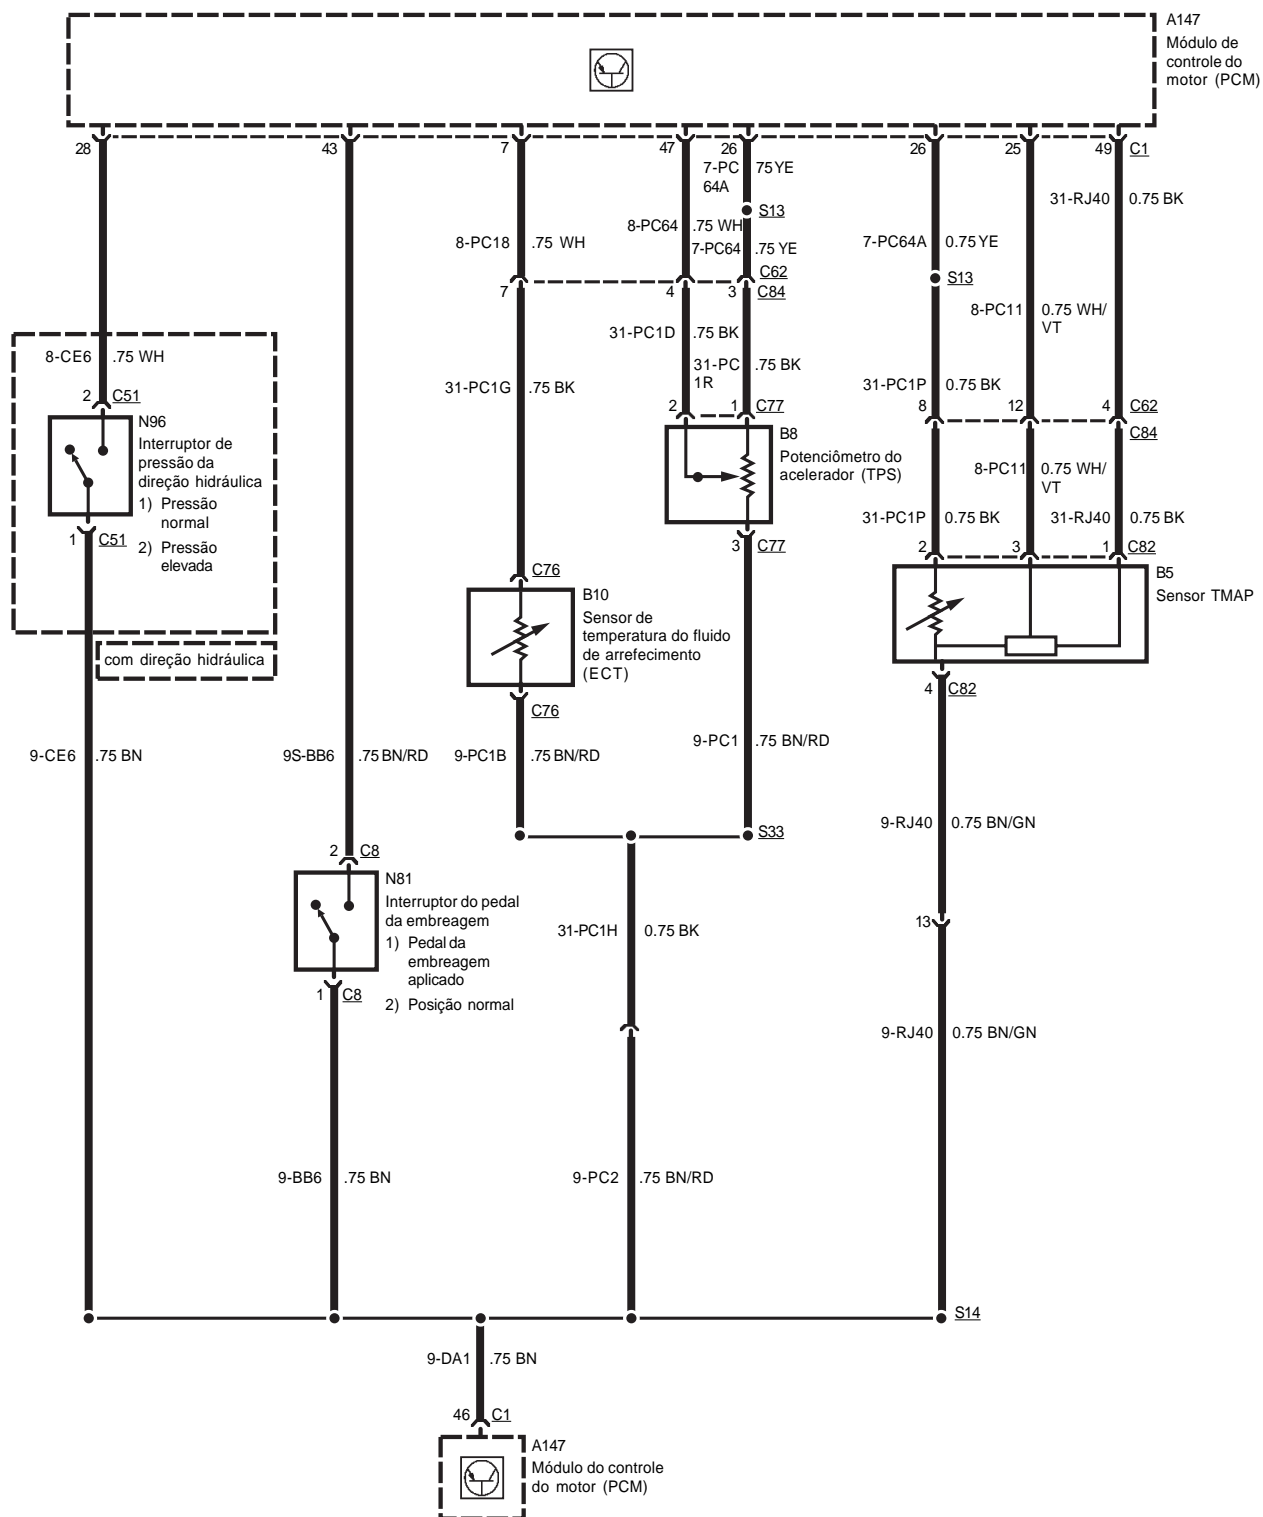 A147
Módulo de
controle do
motor (PCM)
28
43
7
47
26
26
25
49 C1
7-PC 75 YE
64A
31-RJ40 0.75 BK
S13
8-PC64 .75 WH
8-PC18 .75 WH
7-PC64 .75 YE
7-PC64A 0.75 YE
C62
S13
7
4
3 C84
8-PC11 0.75 WH/
VT
31-PC1D .75 BK
8-CE6 .75 WH
31-PC .75 BK
1R
31-PC1G .75 BK
31-PC1P 0.75 BK
2 C51
2
1 C77
8
12
4 C62
C84
N96
Interruptor de
pressão da
direção hidráulica
1) Pressão
normal
2) Pressão
elevada
B8
Potenciômetro do
acelerador (TPS)
8-PC11 0.75 WH/
VT
31-PC1P 0.75 BK
31-RJ40 0.75 BK
1 C51
3 C77
2
3
1 C82
C76
B5
Sensor TMAP
B10
Sensor de
temperatura do fluido
de arrefecimento
(ECT)
com direção hidráulica
4 C82
C76
9-CE6 .75 BN
9S-BB6 .75 BN/RD
9-PC1B .75 BN/RD
9-PC1 .75 BN/RD
9-RJ40 0.75 BN/GN
S33
2 C8
N81
Interruptor do pedal
da embreagem
1) Pedal da
embreagem
aplicado
2) Posição normal
31-PC1H 0.75 BK
13
1 C8
9-RJ40 0.75 BN/GN
9-BB6 .75 BN
9-PC2 .75 BN/RD
S14
9-DA1 .75 BN
46 C1
A147
Módulo do controle
do motor (PCM)